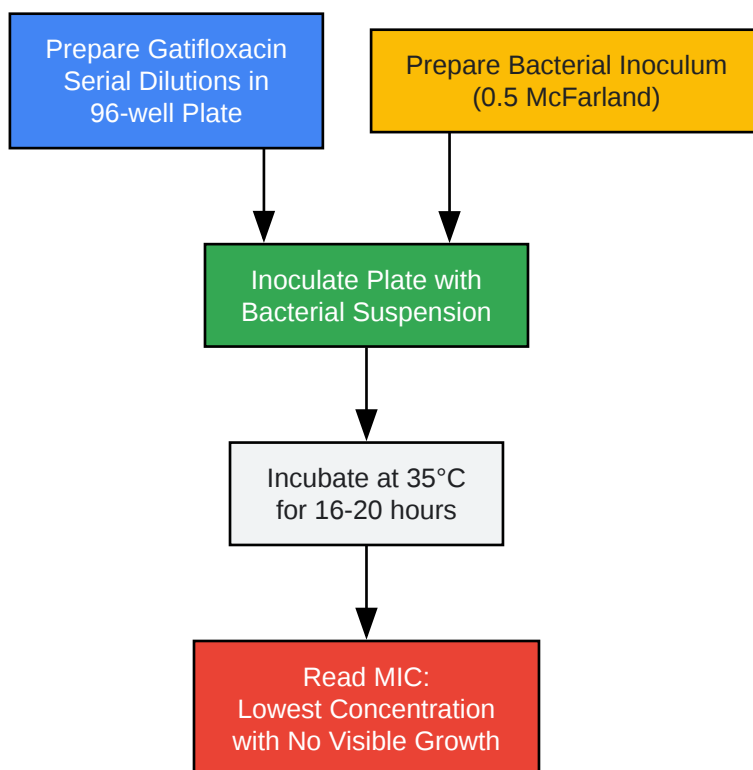 Prepare Gatifloxacin
Serial Dilutions in
96-well Plate
Prepare Bacterial Inoculum
(0.5 McFarland)
Inoculate Plate with
Bacterial Suspension
Incubate at 35°C
for 16-20 hours
Read MIC:
Lowest Concentration
with No Visible Growth